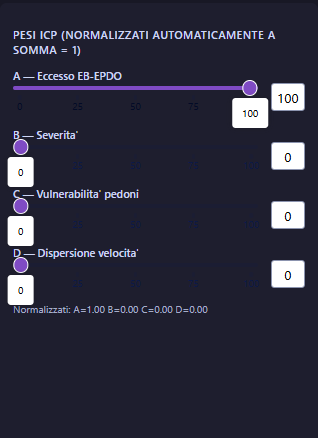 PESI ICP (NORMALIZZATI AUTOMATICAMENTE A
SOMMA = 1)
A — Eccesso EB-EPDO
100
0 25 50 75
100
B — Severita'
0
25 50 75 100
0
C — Vulnerabilita' pedoni
0
25 50 75 100
0
D — Dispersione velocita'
0
25 50 75 100
0
Normalizzati: A=1.00 B=0.00 C=0.00 D=0.00